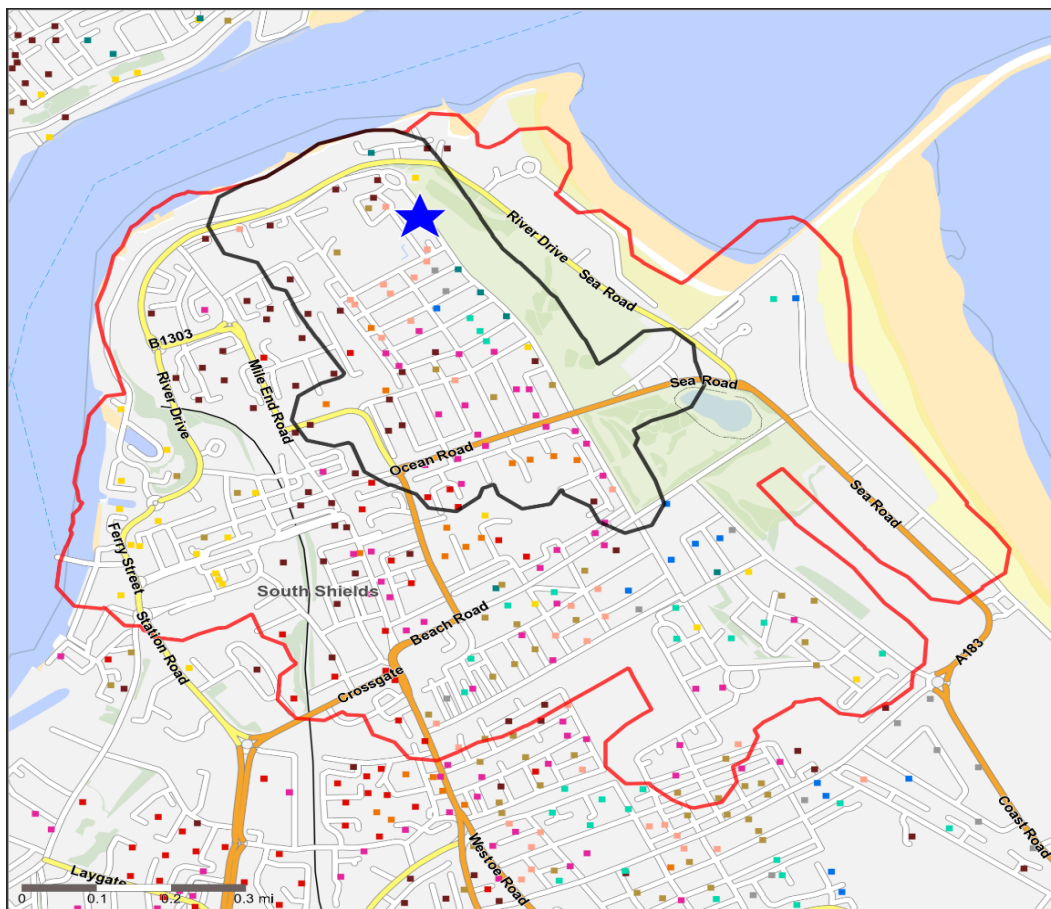 River Drive
Sea Road
B1303
River Drive
Mile End Road
Sea Road
Ocean Road
Sea Road
Ferry Street
South Shields
Beach Road
Station Road
Crossgate
A183
Coast Road
Westoe Road
Laygate
0 0.1 0.2 0.3 mi